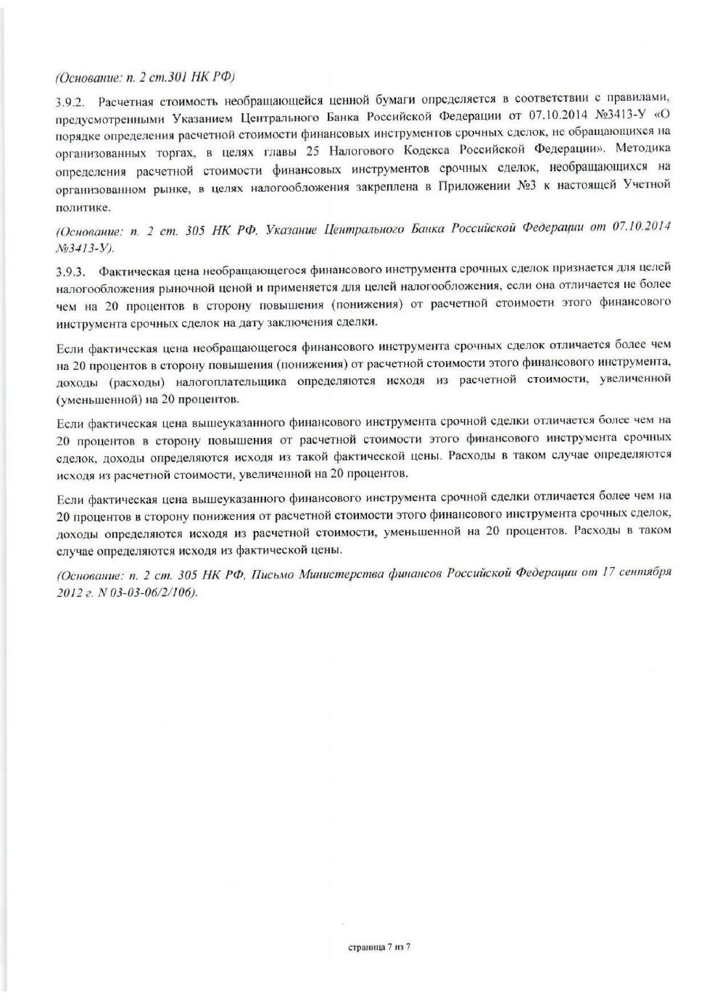 (Основание: п. 2 ст.301 НК РФ)
3.9.2. Расчетная стоимость необращающейся ценной бумаги определяется в соответствии с правилами,
предусмотренными Указанием Центрального Банка Российской Федерации от 07.10.2014 №3413-У «О
порядке определения расчетной стоимости финансовых инструментов срочных сделок, не обращающихся на
организованных торгах, в целях главы 25 Налогового Кодекса Российской Федерации». Методика
определения расчетной стоимости финансовых инструментов срочных сделок, необращающихся на
организованном рынке, в целях налогообложения закреплена в Приложении №3 к настоящей Учетной
политике.
(Основание: п. 2 ст. 305 НК РФ, Указание Центрального Банка Российской Федерации от 07.10.2014
№3413-У).
3.9.3. Фактическая цена необращающегося финансового инструмента срочных сделок признается для целей
налогообложения рыночной ценой и применяется для целей налогообложения, если она отличается не более
чем на 20 процентов в сторону повышения (понижения) от расчетной стоимости этого финансового
инструмента срочных сделок на дату заключения сделки.
Если фактическая цена необращающегося финансового инструмента срочных сделок отличается более чем
на 20 процентов в сторону повышения (понижения) от расчетной стоимости этого финансового инструмента,
доходы (расходы) налогоплательщика определяются исходя из расчетной стоимости, увеличенной
(уменьшенной) на 20 процентов.
Если фактическая цена вышеуказанного финансового инструмента срочной сделки отличается более чем на
20 процентов в сторону повышения от расчетной стоимости этого финансового инструмента срочных
сделок, доходы определяются исходя из такой фактической цены. Расходы в таком случае определяются
исходя из расчетной стоимости, увеличенной на 20 процентов.
Если фактическая цена вышеуказанного финансового инструмента срочной сделки отличается более чем на
20 процентов в сторону понижения от расчетной стоимости этого финансового инструмента срочных сделок,
доходы определяются исходя из расчетной стоимости, уменьшенной на 20 процентов. Расходы в таком
случае определяются исходя из фактической цены.
(Основание: п. 2 ст. 305 НК РФ, Письмо Министерства финансов Российской Федерации от 17 сентября
2012 г. N 03-03-06/2/106).
страница 7 из 7